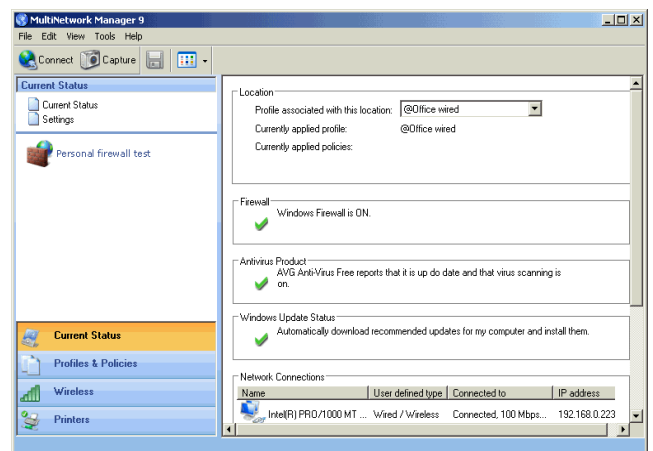 MultiNetwork Manager 9
File Edit View Tools Help
Connect Capture
Current Status
Current Status
Settings
Personal firewall test
Current Status
Profiles & Policies
Wireless
Printers
Location
Profile associated with this location: @Office wired
Currently applied profile: @Office wired
Currently applied policies:
Firewall
Windows Firewall is ON.
Antivirus Product
AVG Anti-Virus Free reports that it is up do date and that virus scanning is
on.
Windows Update Status
Automatically download recommended updates for my computer and install them.
Network Connections
Name User defined type Connected to IP address
Intel(R) PRO/1000 MT ... Wired / Wireless Connected, 100 Mbps... 192.168.0.223